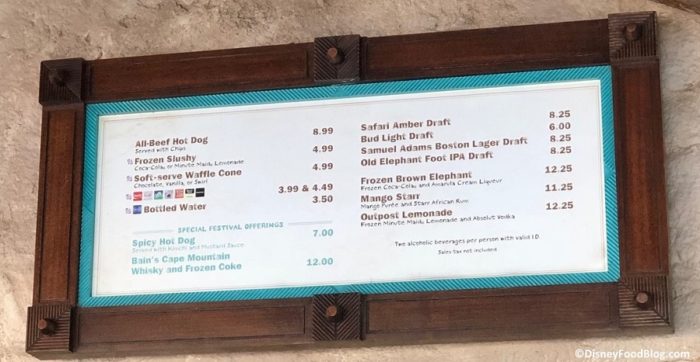 All-Beef Hot Dog 8.99
Served with Chips
Frozen Slushy 4.99
Coca-Cola, or Minute Maid, Lemonade
Soft-serve Waffle Cone 4.99
Chocolate, Vanilla, or Swirl
3.99 & 4.49
Bottled Water 3.50
SPECIAL FESTIVAL OFFERINGS
Spicy Hot Dog 7.00
Served with Kimchi and Mustard Sauce
Bain's Cape Mountain
Whisky and Frozen Coke 12.00
Safari Amber Draft 8.25
Bud Light Draft 6.00
Samuel Adams Boston Lager Draft 8.25
Old Elephant Foot IPA Draft 8.25
Frozen Brown Elephant 12.25
Frozen Coca-Cola, and Amarula Cream Liqueur
Mango Starr 11.25
Mango Purée and Starr African Rum
Outpost Lemonade 12.25
Frozen Minute Maid, Lemonade and Absolut Vodka
Two alcoholic beverages per person with valid I.D.
Sales tax not included.
©DisneyFoodBlog.com